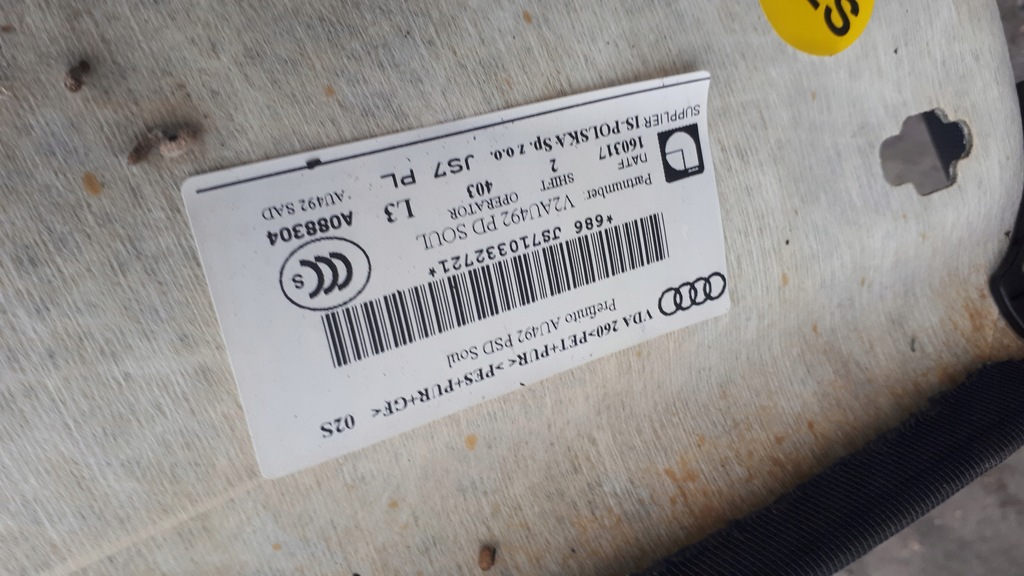 VDA 260>PET+PUR<>PES+PUR+GF< 02S
Prefinito AU492 PSD Soul
*686 JS710332721*
Partnumber: V2AU492 PD SOUL
DATE SHIFT OPERATOR
160317 2 403 L3
A088304
AU492 SAD
SUPPLIER IS-POLSKA Sp. z o.o. JS7 PL
S